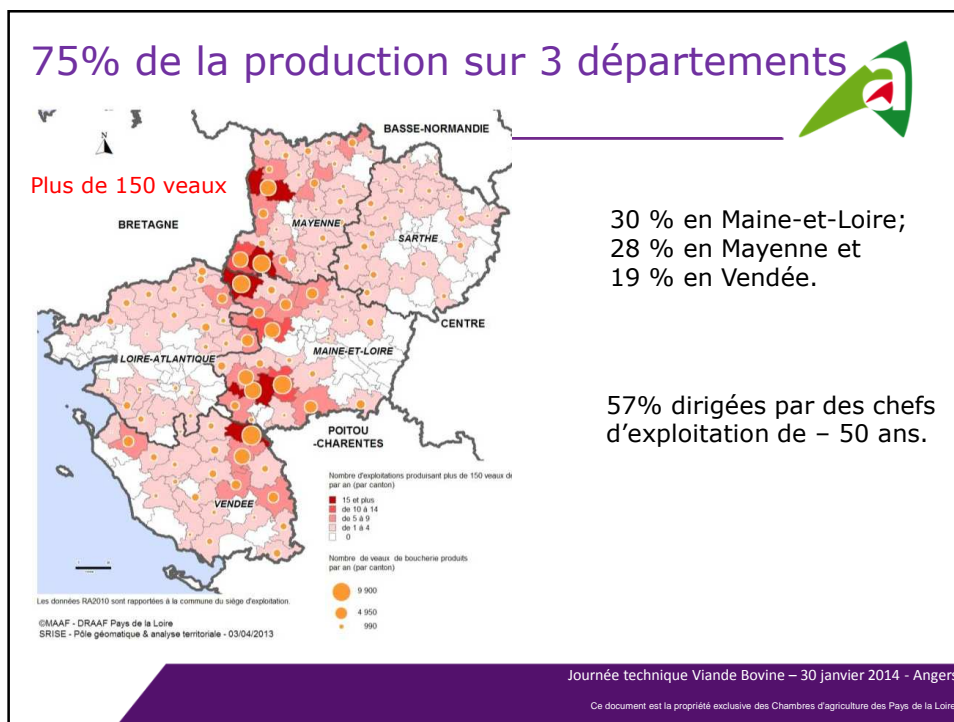 75% de la production sur 3 départements
Plus de 150 veaux
N
BASSE-NORMANDIE
BRETAGNE
MAYENNE
SARTHE
CENTRE
LOIRE-ATLANTIQUE
MAINE-ET-LOIRE
POITOU
-CHARENTES
VENDEE
30 % en Maine-et-Loire;
28 % en Mayenne et
19 % en Vendée.
57% dirigées par des chefs
d’exploitation de – 50 ans.
Nombre d'exploitations produisant plus de 150 veaux de
par an (par canton)
15 et plus
de 10 à 14
de 5 à 9
de 1 à 4
0
Nombre de veaux de boucherie produits
par an (par canton)
9 900
4 950
990
Les données RA2010 sont rapportées à la commune du siège d'exploitation.
©MAAF - DRAAF Pays de la Loire
SRISE - Pôle géomatique & analyse territoriale - 03/04/2013
Journée technique Viande Bovine – 30 janvier 2014 - Angers
Ce document est la propriété exclusive des Chambres d'agriculture des Pays de la Loire